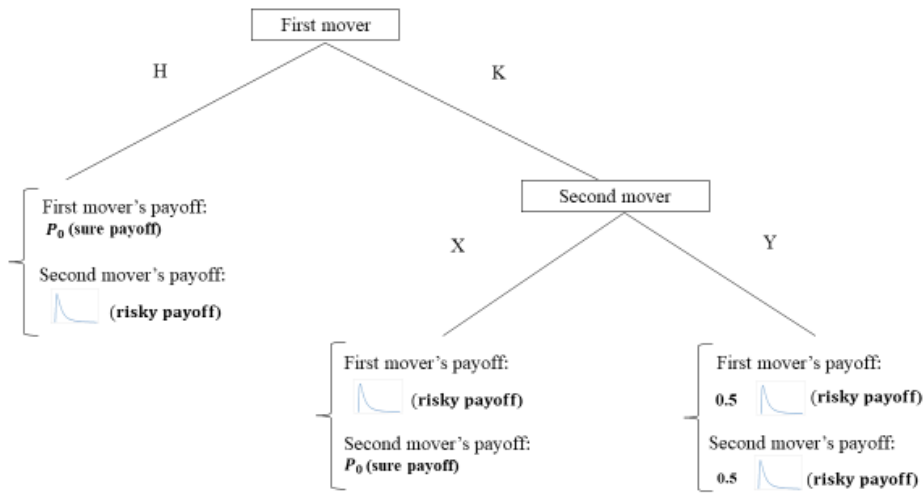 First mover
H
K
Second mover
First mover's payoff:
P₀ (sure payoff)
Second mover's payoff:
(risky payoff)
X
Y
First mover's payoff:
(risky payoff)
Second mover's payoff:
P₀ (sure payoff)
First mover's payoff:
0.5 (risky payoff)
Second mover's payoff:
0.5 (risky payoff)